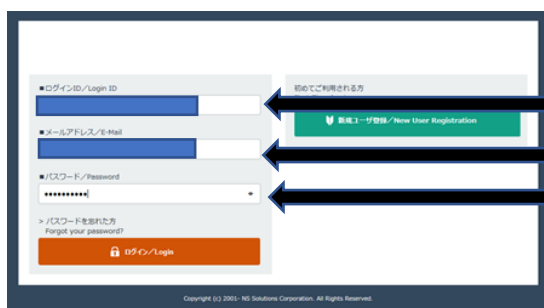 ■ログインID／Login ID
■メールアドレス／E-Mail
■パスワード／Password
> パスワードを忘れた方
Forgot your password?
ログイン／Login
初めてご利用される方
新規ユーザ登録／New User Registration
Copyright (c) 2001- NS Solutions Corporation. All Rights Reserved.